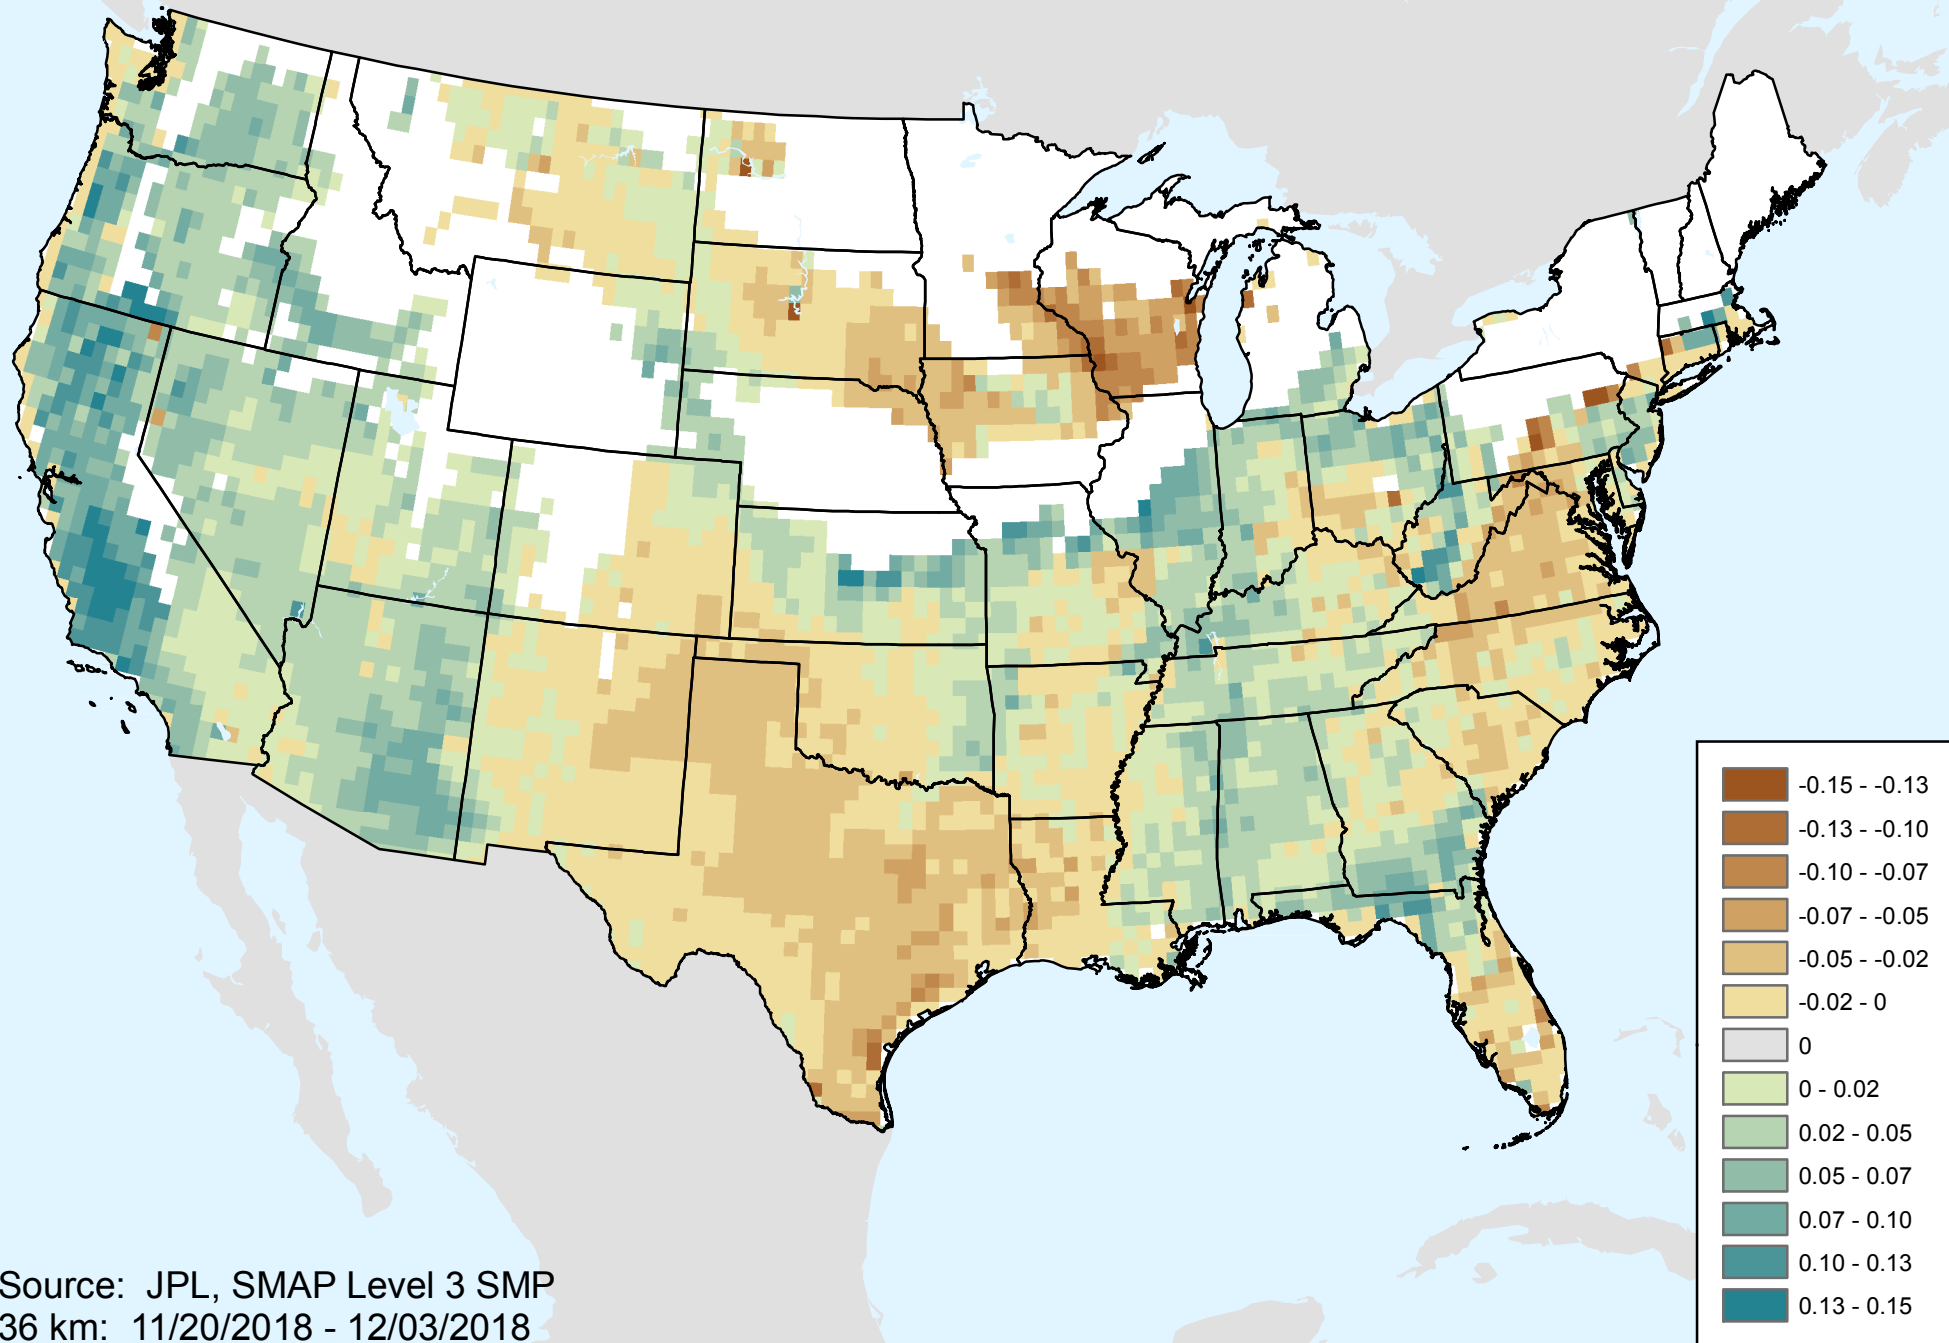 -0.15 - -0.13
-0.13 - -0.10
-0.10 - -0.07
-0.07 - -0.05
-0.05 - -0.02
-0.02 - 0
0
0 - 0.02
0.02 - 0.05
0.05 - 0.07
0.07 - 0.10
0.10 - 0.13
0.13 - 0.15
Source: JPL, SMAP Level 3 SMP
36 km: 11/20/2018 - 12/03/2018